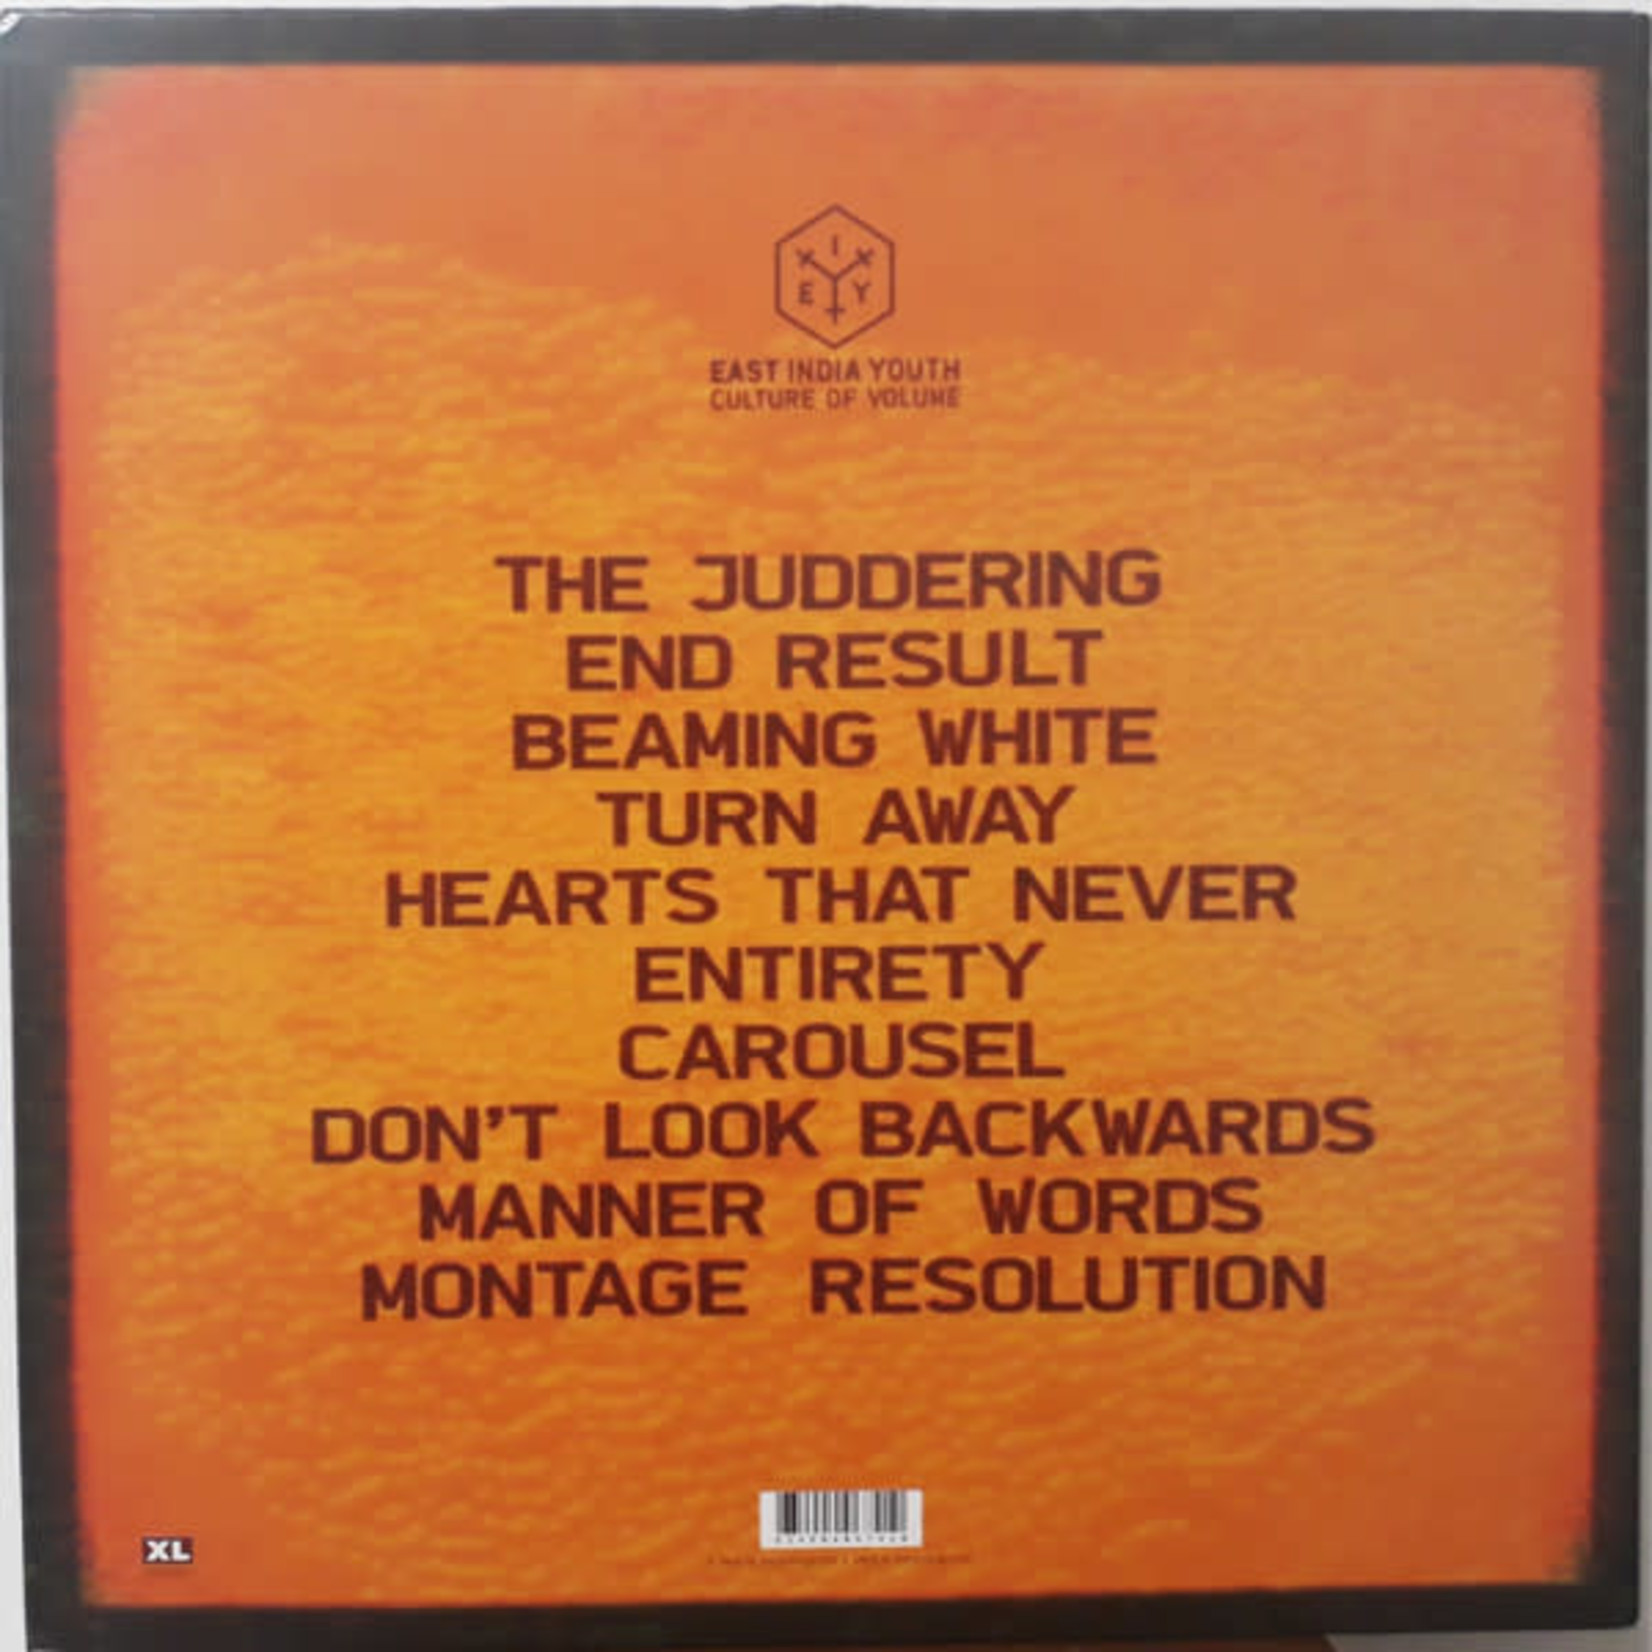 I
E Y
EAST INDIA YOUTH
CULTURE OF VOLUME
THE JUDDERING
END RESULT
BEAMING WHITE
TURN AWAY
HEARTS THAT NEVER
ENTIRETY
CAROUSEL
DON'T LOOK BACKWARDS
MANNER OF WORDS
MONTAGE RESOLUTION
XL